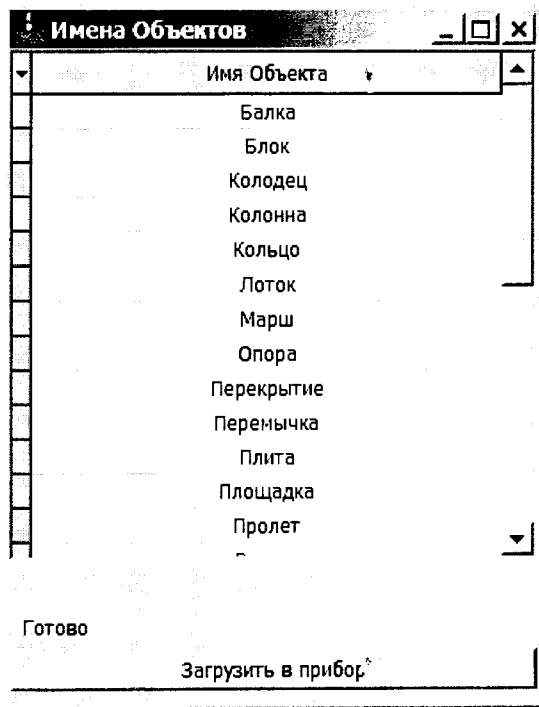 Имена Объектов
Имя Объекта
Балка
Блок
Колодец
Колонна
Кольцо
Лоток
Марш
Опора
Перекрытие
Перемычка
Плита
Площадка
Пролет
Готово
Загрузить в прибор